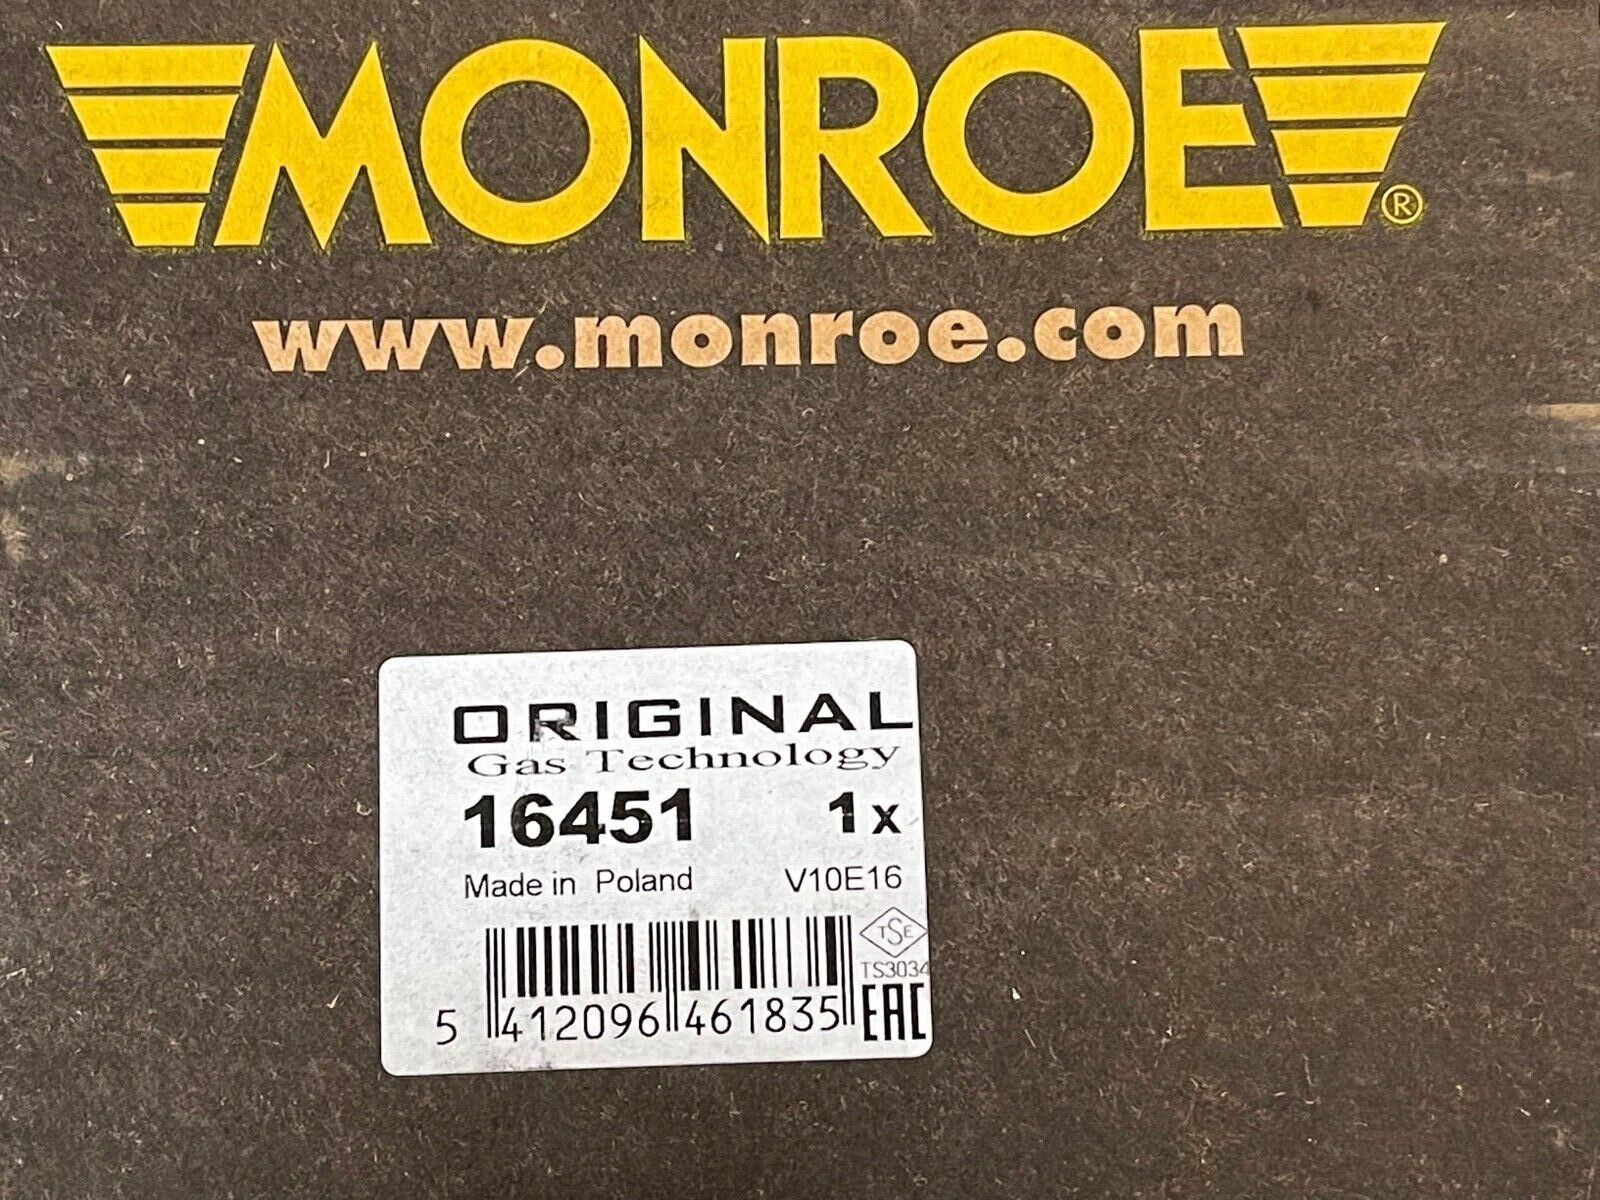 MONROE®
www.monroe.com
ORIGINAL
Gas Technology
16451 1x
Made in Poland V10E16
TSE
TS3034
5 412096 461835 EAC